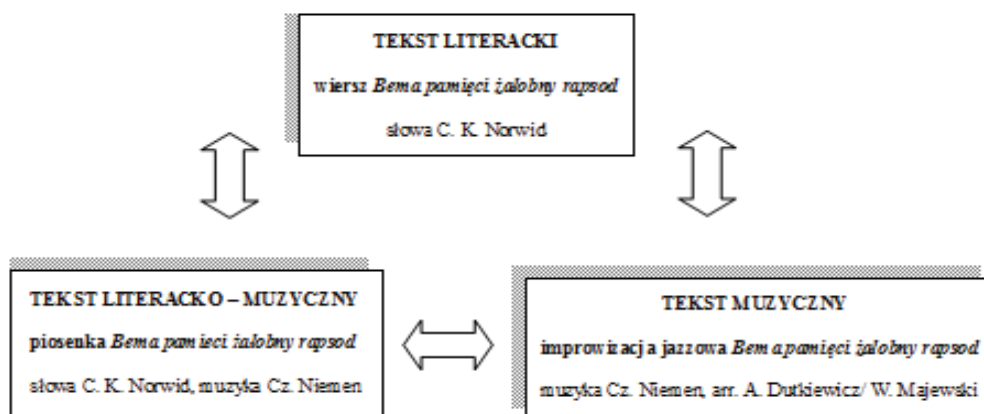 TEKST LITERACKI
wiersz Bema pamięci żałobny rapsod
słowa C. K. Norwid
TEKST LITERACKO – MUZYCZNY
piosenka Bema pamieci żałobny rapsod
słowa C. K. Norwid, muzyka Cz. Niemen
TEKST MUZYCZNY
improwizacja jazzowa Bema pamięci żałobny rapsod
muzyka Cz. Niemen, arr. A. Dutkiewicz/ W. Majewski